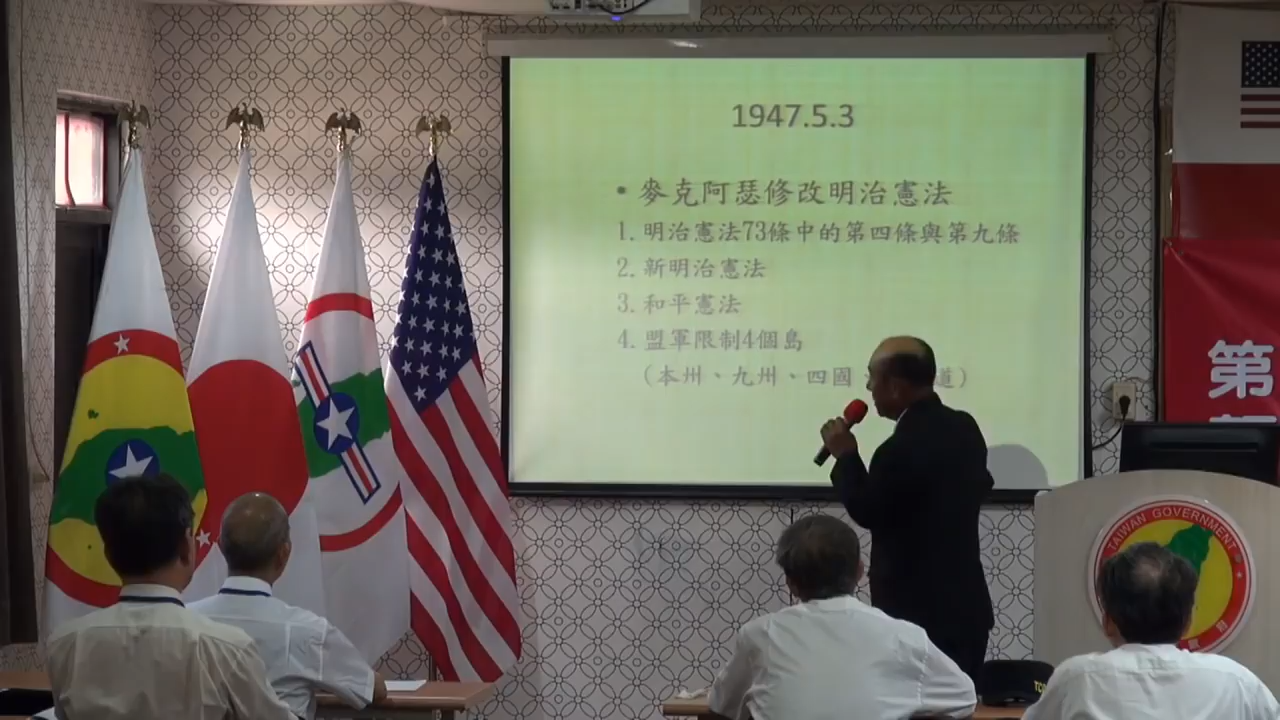 1947.5.3
• 麥克阿瑟修改明治憲法
1. 明治憲法73條中的第四條與第九條
2. 新明治憲法
3. 和平憲法
4. 盟軍限制4個島
(本州、九州、四國、 道)
第
TAIWAN GOVERNMENT